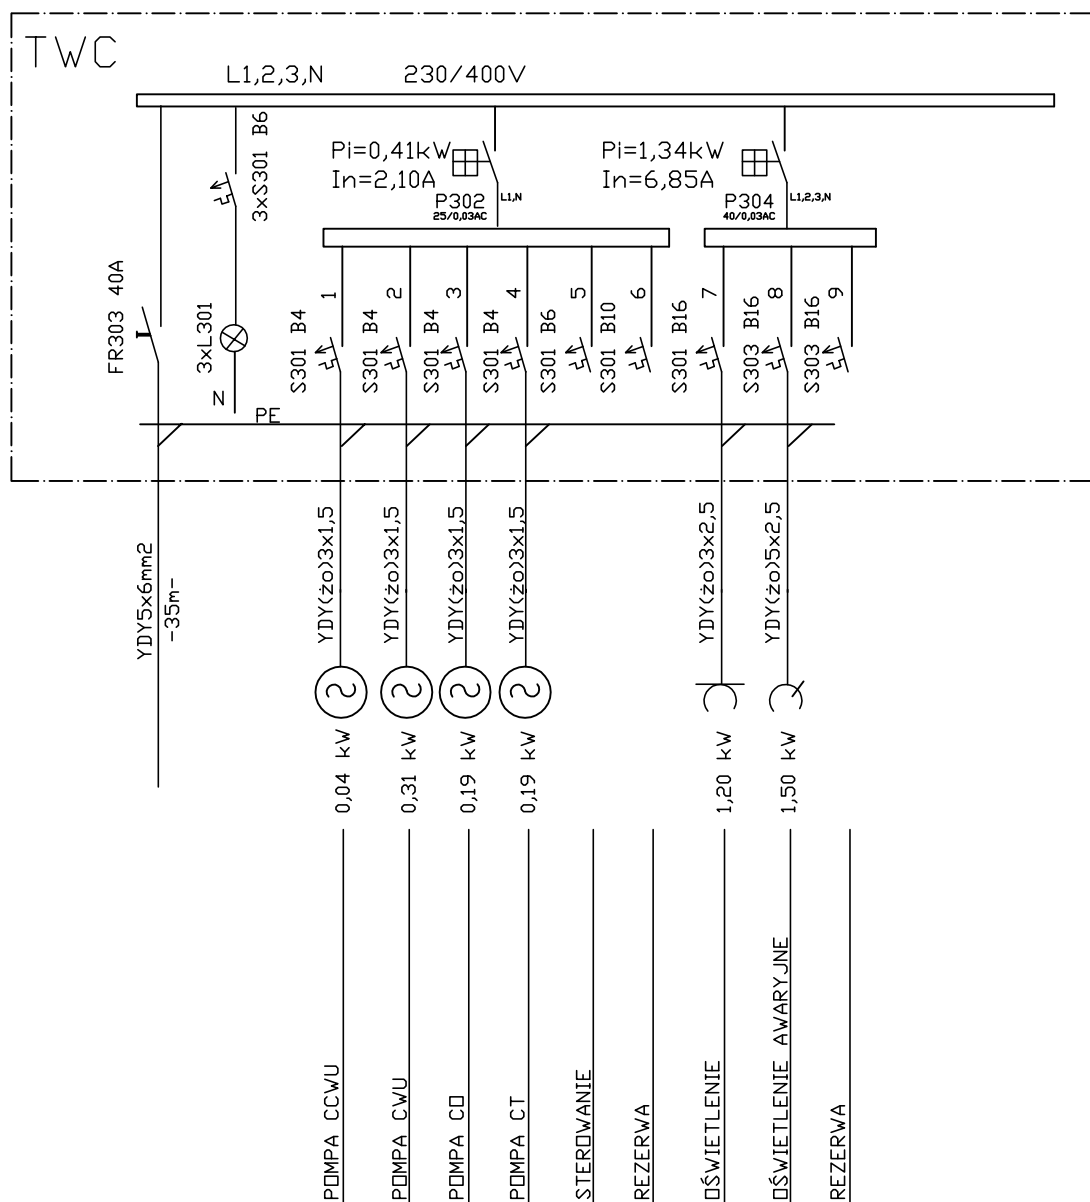 TWC
L1,2,3,N
230/400V
3xS301 B6
Pi=0,41kW
In=2,10A
P302
25/0,03AC
L1,N
Pi=1,34kW
In=6,85A
P304
40/0,03AC
L1,2,3,N
FR303 40A
3xL301
N
PE
1
2
3
4
5
6
7
8
9
S301 B4
S301 B4
S301 B4
S301 B4
S301 B6
S301 B10
S301 B16
S303 B16
S303 B16
YDY5x6mm2
-35m-
YDY(żo)3x1,5
YDY(żo)3x1,5
YDY(żo)3x1,5
YDY(żo)3x1,5
YDY(żo)3x2,5
YDY(żo)5x2,5
0,04 kW
0,31 kW
0,19 kW
0,19 kW
1,20 kW
1,50 kW
POMPA CCWU
POMPA CWU
POMPA CO
POMPA CT
STEROWANIE
REZERWA
OŚWIETLENIE
OŚWIETLENIE AWARYJNE
REZERWA